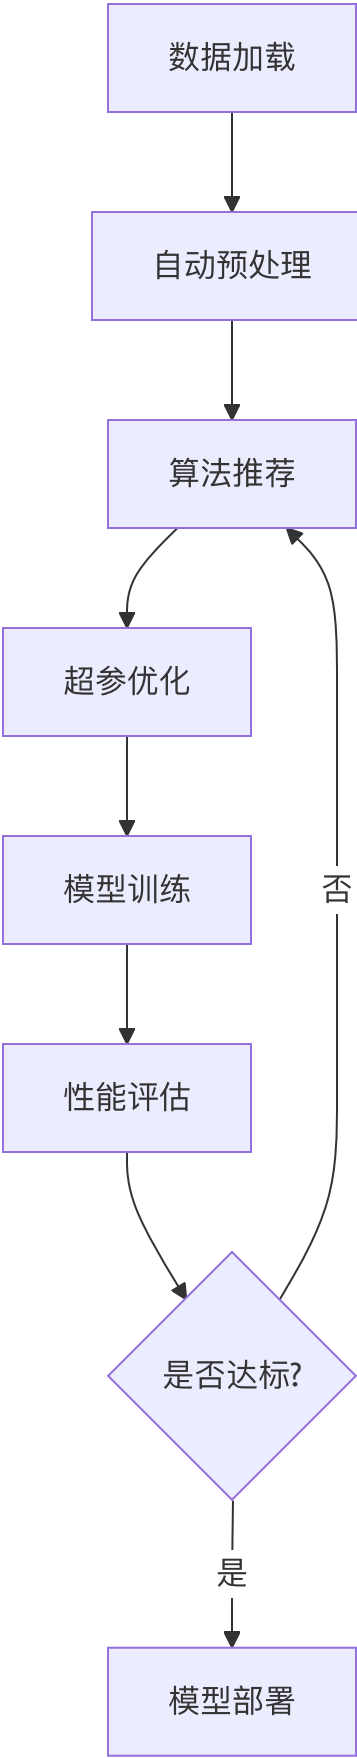 数据加载
自动预处理
算法推荐
超参优化
模型训练
否
性能评估
是否达标?
是
模型部署